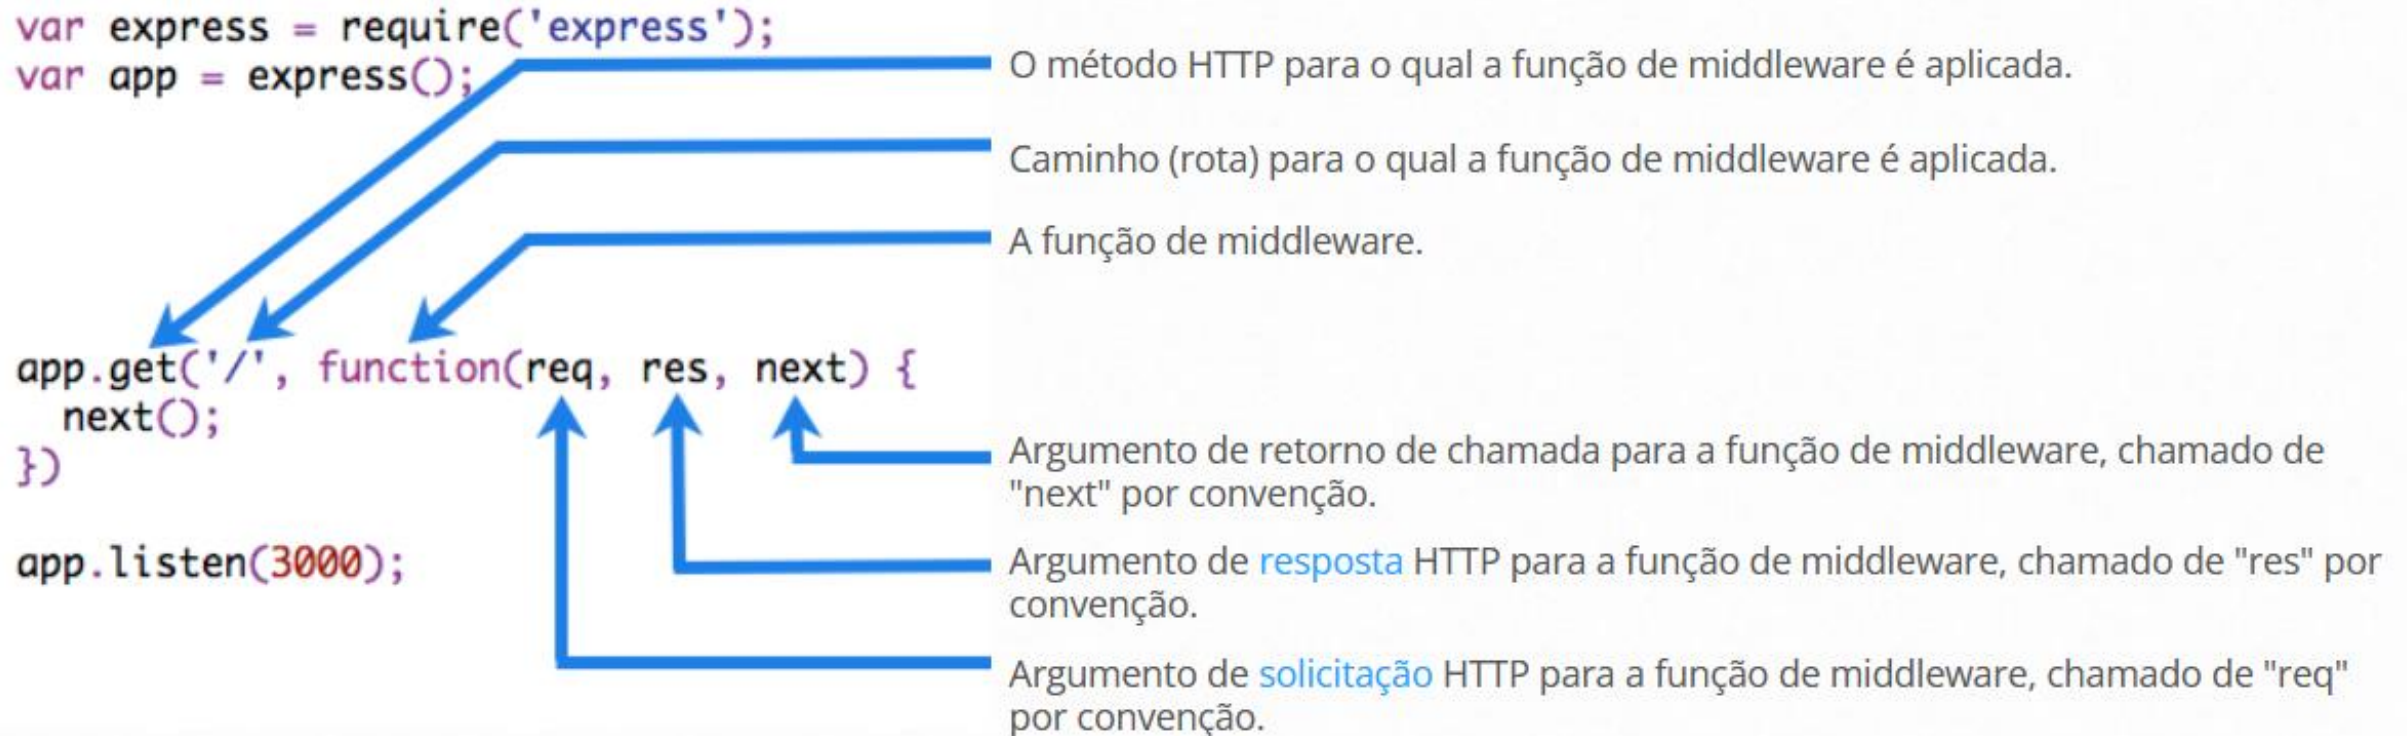 var express = require('express');
var app = express();
O método HTTP para o qual a função de middleware é aplicada.
Caminho (rota) para o qual a função de middleware é aplicada.
A função de middleware.
app.get('/', function(req, res, next) {
  next();
})
app.listen(3000);
Argumento de retorno de chamada para a função de middleware, chamado de
"next" por convenção.
Argumento de resposta HTTP para a função de middleware, chamado de "res" por
convenção.
Argumento de solicitação HTTP para a função de middleware, chamado de "req"
por convenção.